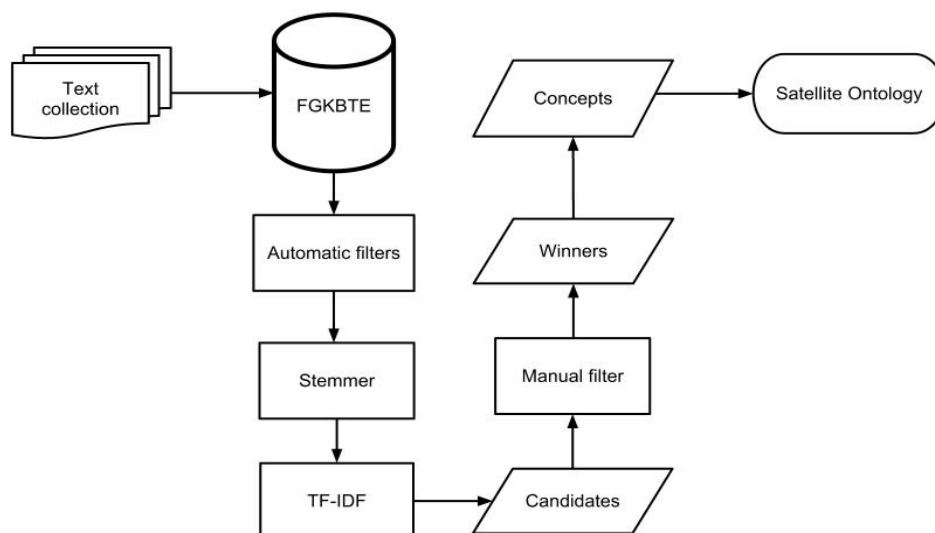 Text
collection
FGKBTE
Automatic filters
Stemmer
TF-IDF
Candidates
Manual filter
Winners
Concepts
Satellite Ontology